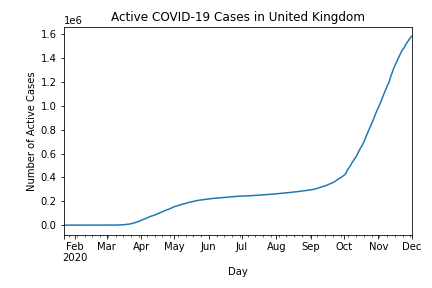 Active COVID-19 Cases in United Kingdom
1e6
1.6
1.4
1.2
1.0
0.8
0.6
0.4
0.2
0.0
Number of Active Cases
Feb Mar Apr May Jun Jul Aug Sep Oct Nov Dec
2020
Day